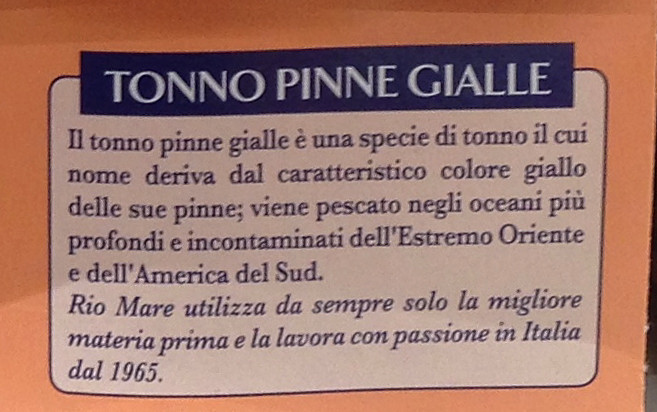 TONNO PINNE GIALLE
Il tonno pinne gialle è una specie di tonno il cui
nome deriva dal caratteristico colore giallo
delle sue pinne; viene pescato negli oceani più
profondi e incontaminati dell'Estremo Oriente
e dell'America del Sud.
Rio Mare utilizza da sempre solo la migliore
materia prima e la lavora con passione in Italia
dal 1965.